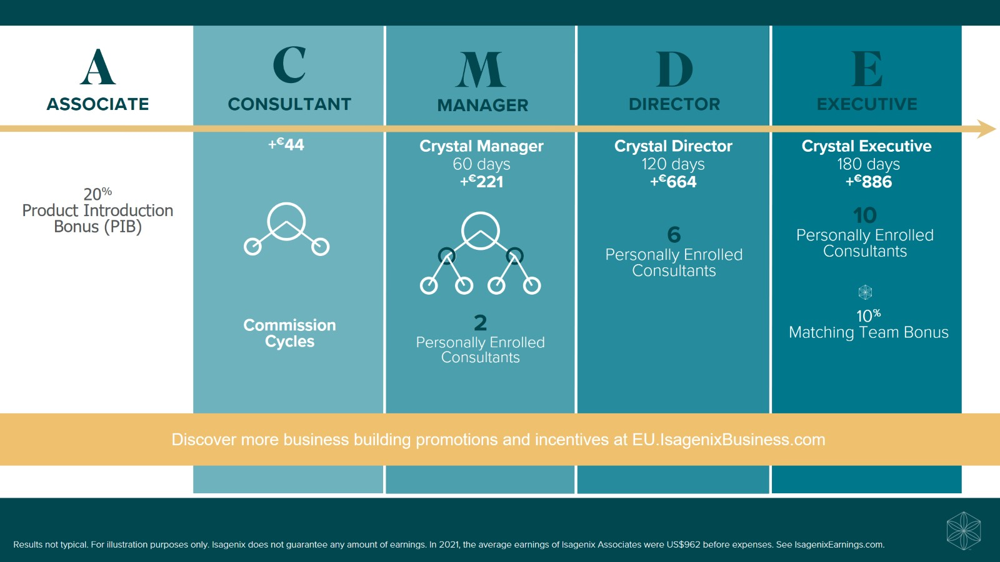 A
ASSOCIATE
20%
Product Introduction
Bonus (PIB)
C
CONSULTANT
+€44
Commission
Cycles
M
MANAGER
Crystal Manager
60 days
+€221
2
Personally Enrolled
Consultants
D
DIRECTOR
Crystal Director
120 days
+€664
6
Personally Enrolled
Consultants
E
EXECUTIVE
Crystal Executive
180 days
+€886
10
Personally Enrolled
Consultants
10%
Matching Team Bonus
Discover more business building promotions and incentives at EU.IsagenixBusiness.com
Results not typical. For illustration purposes only. Isagenix does not guarantee any amount of earnings. In 2021, the average earnings of Isagenix Associates were US$962 before expenses. See IsagenixEarnings.com.